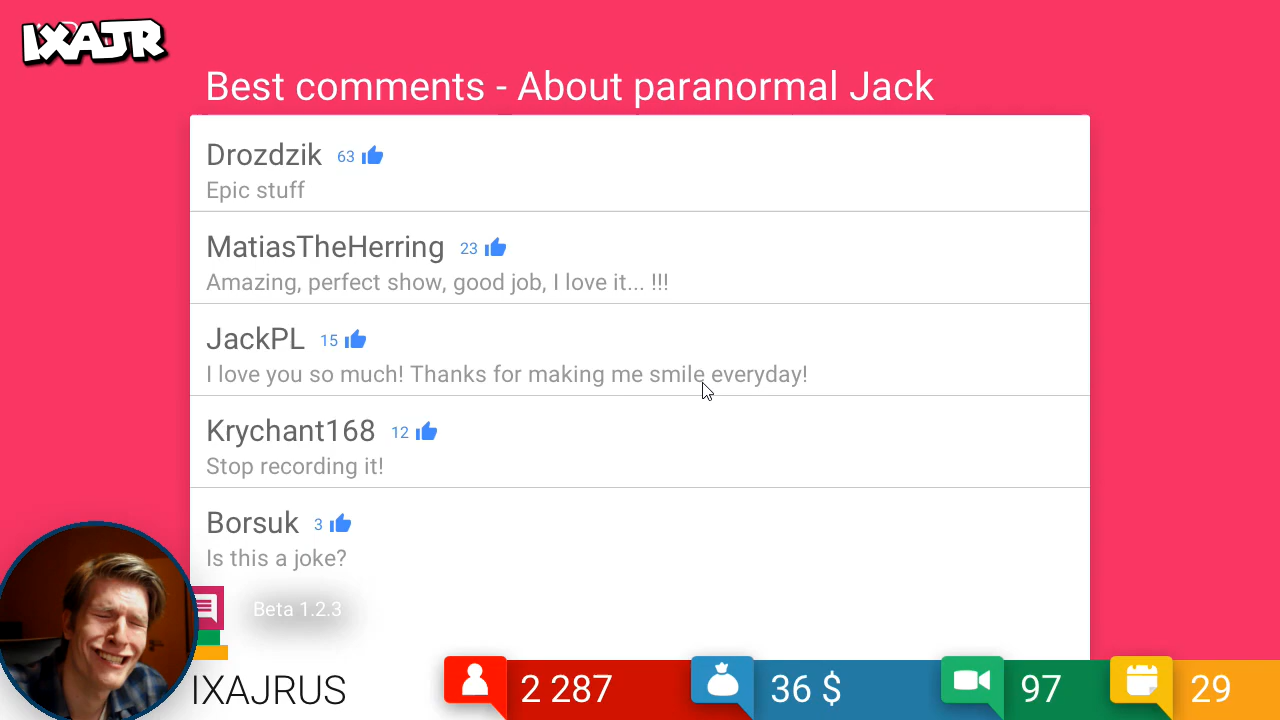 IXAJR
Best comments - About paranormal Jack
Drozdzik 63
Epic stuff
MatiasTheHerring 23
Amazing, perfect show, good job, I love it... !!!
JackPL 15
I love you so much! Thanks for making me smile everyday!
Krychant168 12
Stop recording it!
Borsuk 3
Is this a joke?
Beta 1.2.3
IXAJRUS
2 287
36 $
97
29